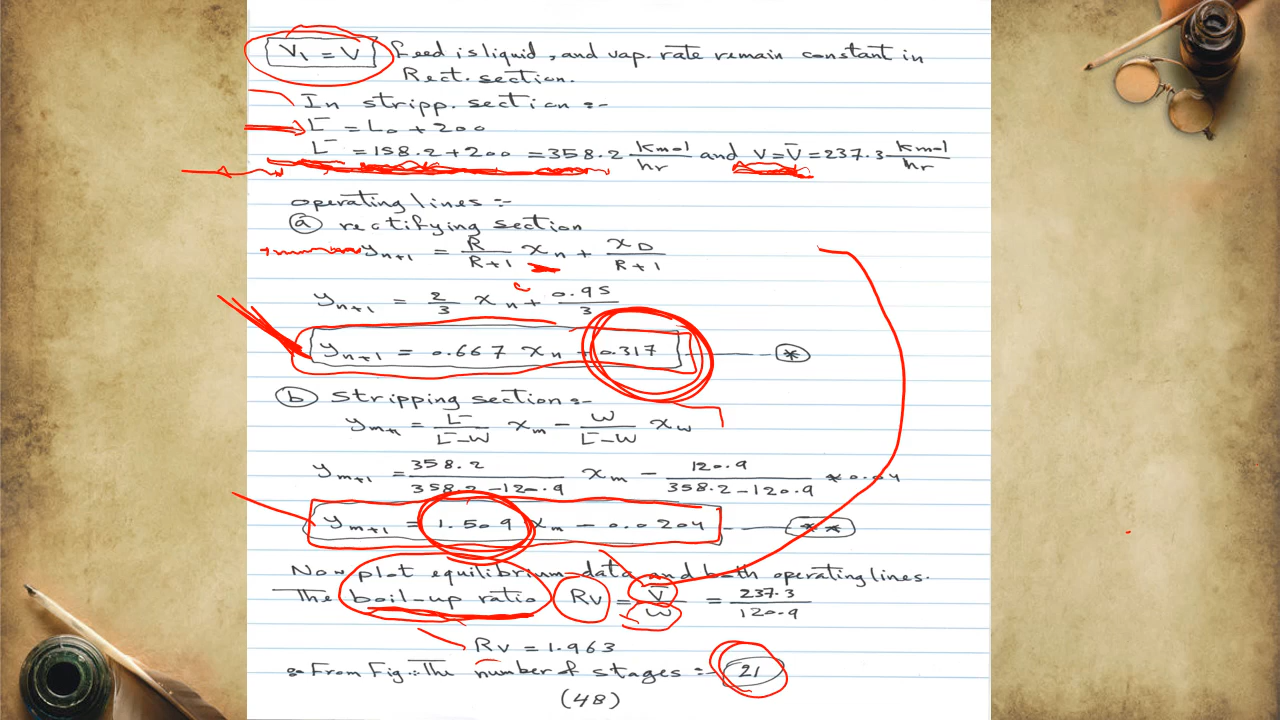 V₁ = V Feed is liquid, and vap. rate remain constant in
Rect. section.
In stripp. section :-
L̄ = L₀ + 200
L̄ = 158.2 + 200 = 358.2 kmol/hr and V = V̄ = 237.3 kmol/hr
operating lines :-
(a) rectifying section
yₙ₊₁ = R/(R+1) xₙ + x_D/(R+1)
yₙ₊₁ = 2/3 xₙ + 0.95/3
yₙ₊₁ = 0.667 xₙ + 0.317 (*)
(b) Stripping section :-
yₘ₊₁ = L̄/(L̄-W) xₘ - W/(L̄-W) x_W
yₘ₊₁ = 358.2/(358.2-120.9) xₘ - 120.9/(358.2-120.9) * 0.04
yₘ₊₁ = 1.509 xₘ - 0.0204 (**)
Now plot equilibrium data and both operating lines.
The boil-up ratio Rv = V̄/W = 237.3/120.9
Rv = 1.963
∴ From Fig. The number of stages :- 21
(48)